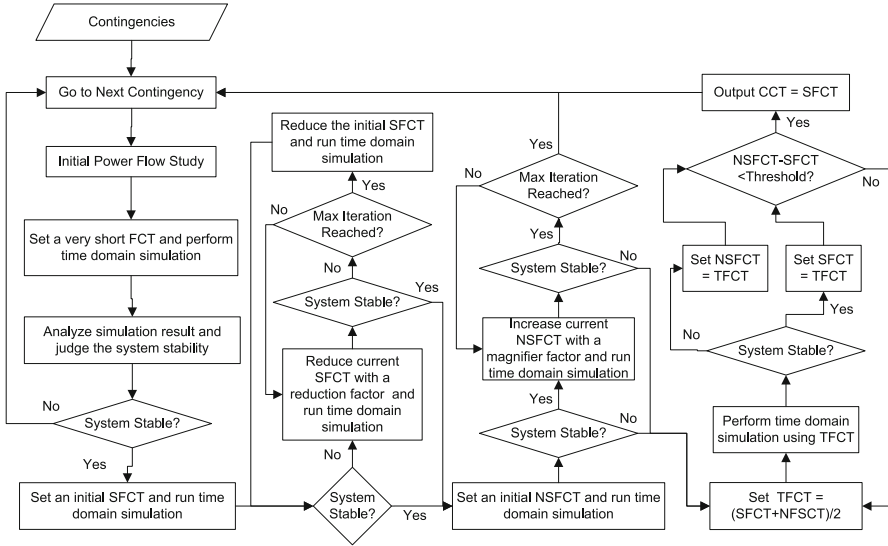 Contingencies
Go to Next Contingency
Initial Power Flow Study
Set a very short FCT and perform
time domain simulation
Analyze simulation result and
judge the system stability
No
System Stable?
Yes
Set an initial SFCT and run time
domain simulation
Reduce the initial SFCT
and run time domain
simulation
Yes
No
Max Iteration
Reached?
No
Yes
System Stable?
Reduce current
SFCT with a
reduction factor and
run time domain
simulation
No
System
Stable?
Yes
Yes
No
Max Iteration
Reached?
Yes
No
System Stable?
Increase current
NSFCT with a
magnifier factor and run
time domain simulation
Yes
No
System Stable?
Set an initial NSFCT and run time
domain simulation
Output CCT = SFCT
Yes
NSFCT-SFCT
<Threshold?
No
Set NSFCT
= TFCT
Set SFCT
= TFCT
Yes
No
System Stable?
Perform time domain
simulation using TFCT
Set TFCT =
(SFCT+NFSCT)/2